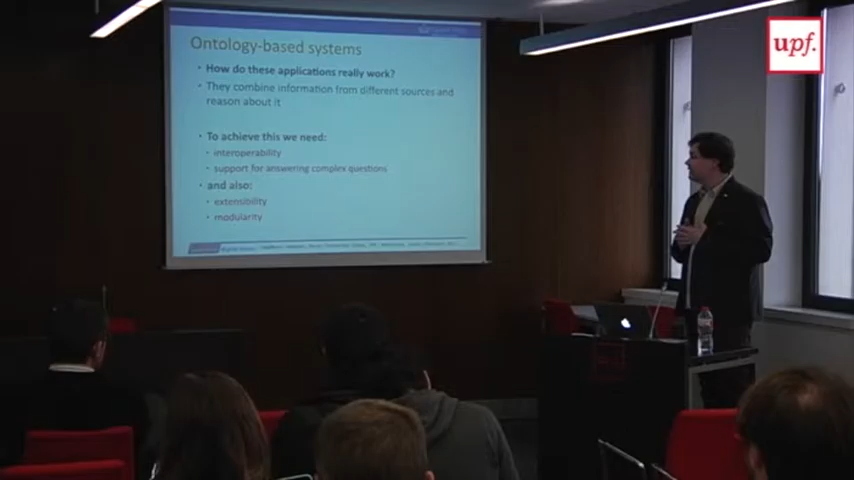 upf.
Ontology-based systems
• How do these applications really work?
• They combine information from different sources and
reason about it
• To achieve this we need:
• interoperability
• support for answering complex questions
• and also:
• extensibility
• modularity